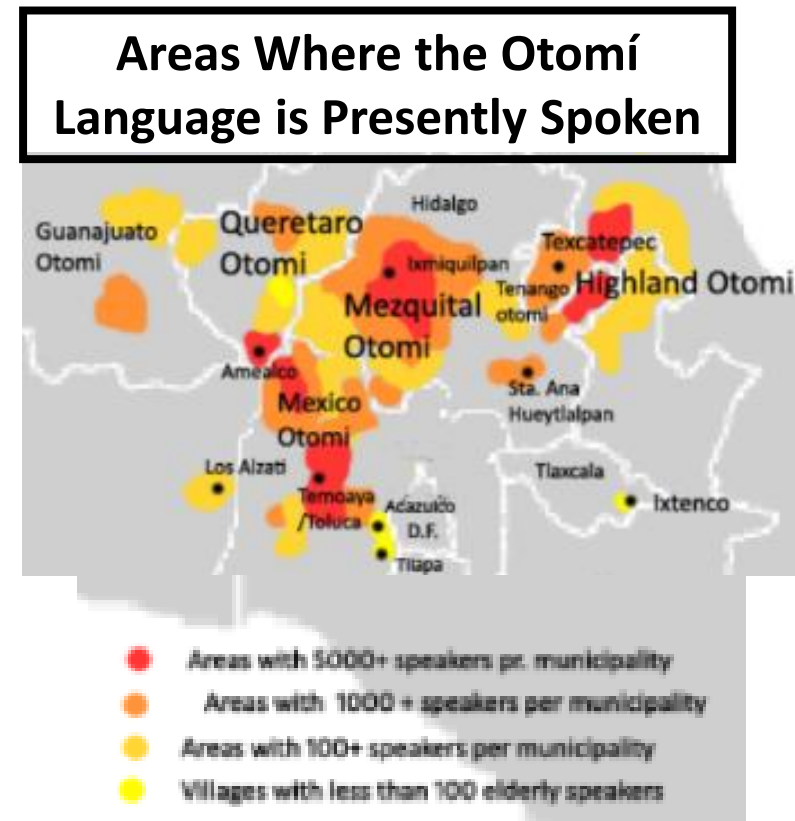 Areas Where the Otomí
Language is Presently Spoken
Hidalgo
Guanajuato
Otomi
Queretaro
Otomi
Texcatepec
Ixmiquilpan
Highland Otomi
Tenango
otomi
Mezquital
Otomi
Amealco
Sta. Ana
Hueytlalpan
Mexico
Otomi
Los Alzati
Tlaxcala
Temoaya
/Toluca
Acazulco
D.F.
Ixtenco
Tilapa
Areas with 5000+ speakers pr. municipality
Areas with 1000 + speakers per municipality
Areas with 100+ speakers per municipality
Villages with less than 100 elderly speakers